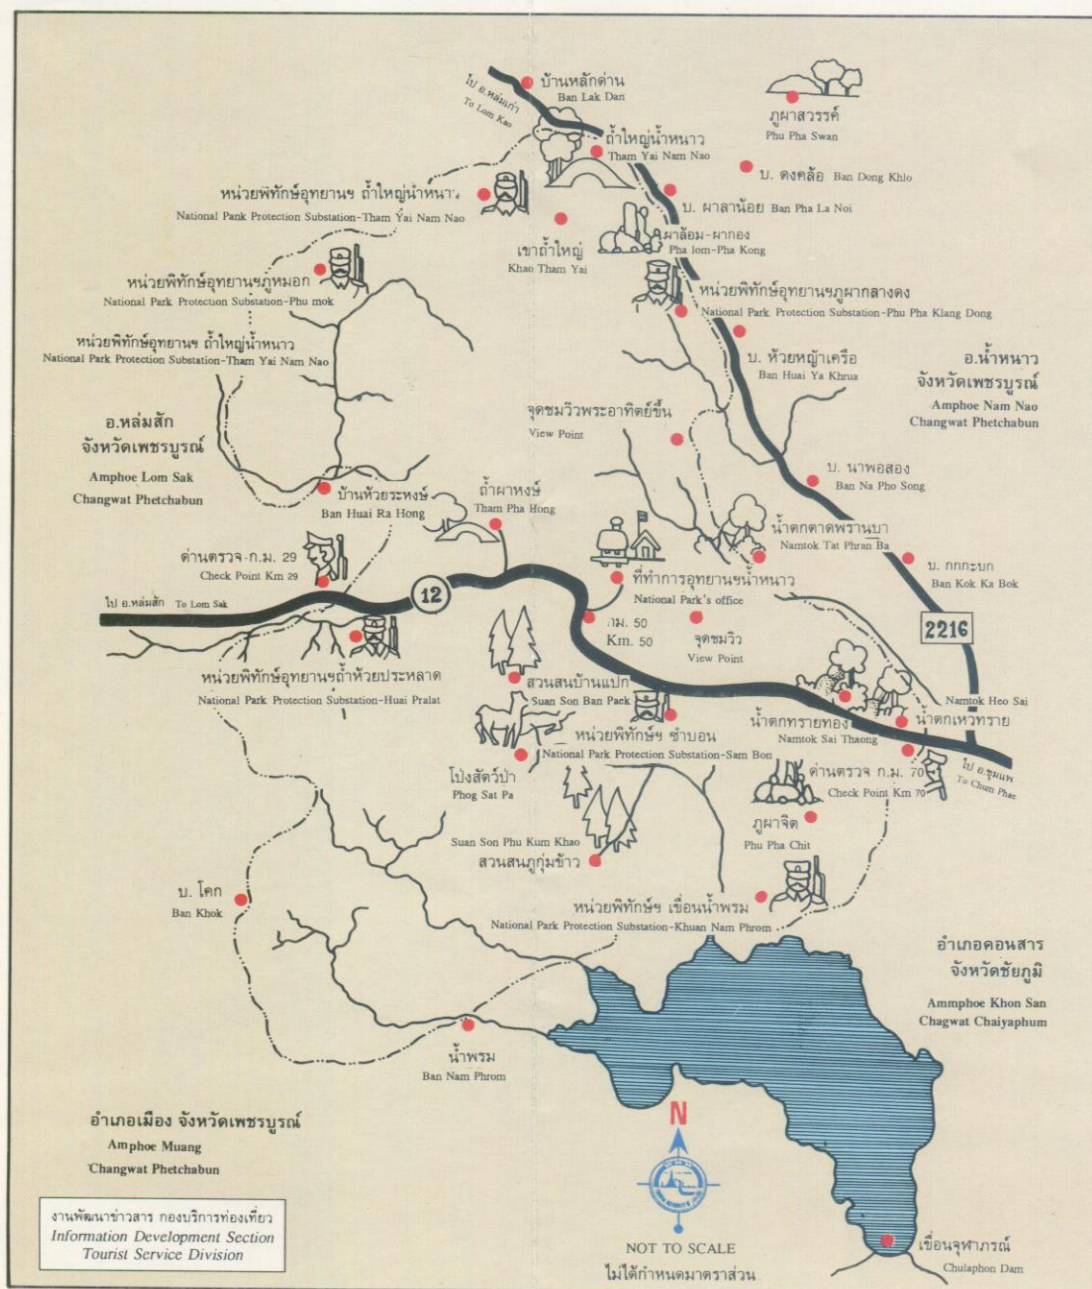 ไป อ.หล่มเก่า
To Lom Kao
บ้านหลักด่าน
Ban Lak Dan
ภูผาสวรรค์
Phu Pha Swan
ถ้ำใหญ่น้ำหนาว
Tham Yai Nam Nao
บ. ดงคล้อ Ban Dong Khlo
หน่วยพิทักษ์อุทยานฯ ถ้ำใหญ่น้ำหนาว
National Pank Protection Substation-Tham Yai Nam Nao
บ. ผาลาน้อย Ban Pha La Noi
เขาถ้ำใหญ่
Khao Tham Yai
ผาล้อม-ผากอง
Pha lom-Pha Kong
หน่วยพิทักษ์อุทยานฯภูหมอก
National Park Protection Substation-Phu mok
หน่วยพิทักษ์อุทยานฯภูผากลางดง
National Park Protection Substation-Phu Pha Klang Dong
หน่วยพิทักษ์อุทยานฯ ถ้ำใหญ่น้ำหนาว
National Park Protection Substation-Tham Yai Nam Nao
บ. ห้วยหญ้าเครือ
Ban Huai Ya Khrua
อ.น้ำหนาว
จังหวัดเพชรบูรณ์
Amphoe Nam Nao
Changwat Phetchabun
อ.หล่มสัก
จังหวัดเพชรบูรณ์
Amphoe Lom Sak
Changwat Phetchabun
จุดชมวิวพระอาทิตย์ขึ้น
View Point
บ. นาพอสอง
Ban Na Pho Song
บ้านห้วยระหงษ์
Ban Huai Ra Hong
ถ้ำผาหงษ์
Tham Pha Hong
น้ำตกตาดพรานบา
Namtok Tat Phran Ba
ด่านตรวจ ก.ม. 29
Check Point Km 29
บ. กกกะบก
Ban Kok Ka Bok
ที่ทำการอุทยานฯน้ำหนาว
National Park's office
ไป อ.หล่มสัก To Lom Sak
12
กม. 50
Km. 50
จุดชมวิว
View Point
2216
หน่วยพิทักษ์อุทยานฯถ้ำห้วยประหลาด
National Park Protection Substation-Huai Pralat
สวนสนบ้านแปก
Suan Son Ban Paek
Namtok Heo Sai
น้ำตกเหวทราย
น้ำตกทรายทอง
Namtok Sai Thaong
หน่วยพิทักษ์ฯ ซำบอน
National Park Protection Substation-Sam Bon
โป่งสัตว์ป่า
Phog Sat Pa
ด่านตรวจ ก.ม. 70
Check Point Km 70
ไป อ.ชุมแพ
To Chum Phae
ภูผาจิต
Phu Pha Chit
Suan Son Phu Kum Khao
สวนสนภูกุ่มข้าว
บ. โคก
Ban Khok
หน่วยพิทักษ์ฯ เขื่อนน้ำพรม
National Park Protection Substation-Khuan Nam Phrom
อำเภอคอนสาร
จังหวัดชัยภูมิ
Ammphoe Khon San
Chagwat Chaiyaphum
น้ำพรม
Ban Nam Phrom
อำเภอเมือง จังหวัดเพชรบูรณ์
Amphoe Muang
Changwat Phetchabun
N
NOT TO SCALE
ไม่ได้กำหนดมาตราส่วน
งานพัฒนาข่าวสาร กองบริการท่องเที่ยว
Information Development Section
Tourist Service Division
เขื่อนจุฬาภรณ์
Chulaphon Dam